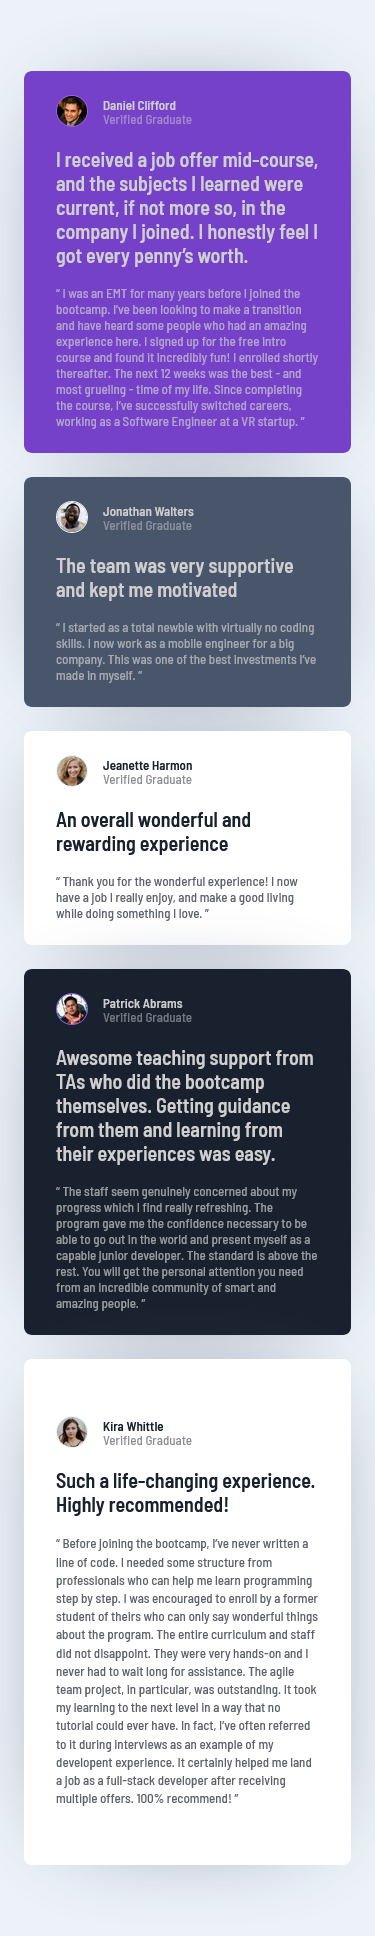 Daniel Clifford
Verified Graduate
I received a job offer mid-course,
and the subjects I learned were
current, if not more so, in the
company I joined. I honestly feel I
got every penny’s worth.
“ I was an EMT for many years before I joined the
bootcamp. I’ve been looking to make a transition
and have heard some people who had an amazing
experience here. I signed up for the free intro
course and found it incredibly fun! I enrolled shortly
thereafter. The next 12 weeks was the best - and
most grueling - time of my life. Since completing
the course, I’ve successfully switched careers,
working as a Software Engineer at a VR startup. ”
Jonathan Walters
Verified Graduate
The team was very supportive
and kept me motivated
“ I started as a total newbie with virtually no coding
skills. I now work as a mobile engineer for a big
company. This was one of the best investments I’ve
made in myself. ”
Jeanette Harmon
Verified Graduate
An overall wonderful and
rewarding experience
“ Thank you for the wonderful experience! I now
have a job I really enjoy, and make a good living
while doing something I love. ”
Patrick Abrams
Verified Graduate
Awesome teaching support from
TAs who did the bootcamp
themselves. Getting guidance
from them and learning from
their experiences was easy.
“ The staff seem genuinely concerned about my
progress which I find really refreshing. The
program gave me the confidence necessary to be
able to go out in the world and present myself as a
capable junior developer. The standard is above the
rest. You will get the personal attention you need
from an incredible community of smart and
amazing people. ”
Kira Whittle
Verified Graduate
Such a life-changing experience.
Highly recommended!
“ Before joining the bootcamp, I’ve never written a
line of code. I needed some structure from
professionals who can help me learn programming
step by step. I was encouraged to enroll by a former
student of theirs who can only say wonderful things
about the program. The entire curriculum and staff
did not disappoint. They were very hands-on and I
never had to wait long for assistance. The agile
team project, in particular, was outstanding. It took
my learning to the next level in a way that no
tutorial could ever have. In fact, I’ve often referred
to it during interviews as an example of my
developent experience. It certainly helped me land
a job as a full-stack developer after receiving
multiple offers. 100% recommend! ”